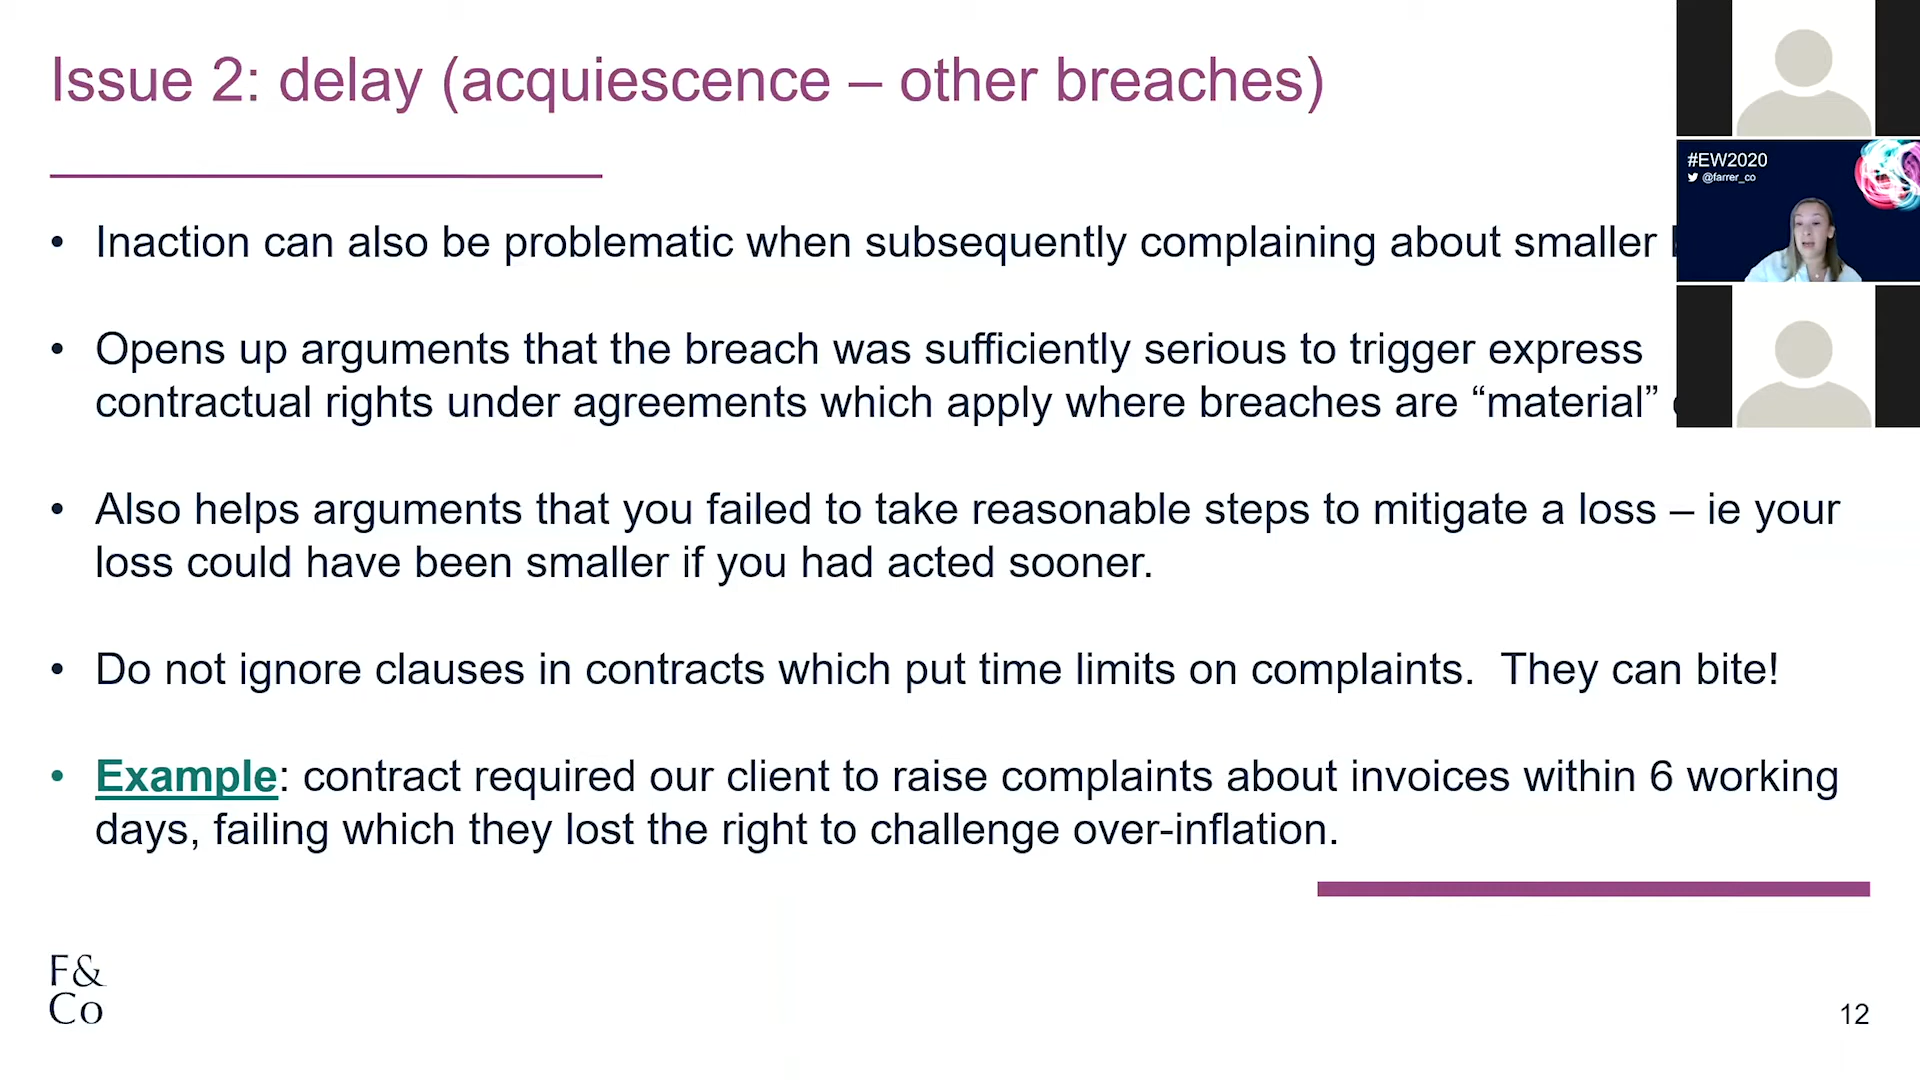 Issue 2: delay (acquiescence – other breaches)
#EW2020
@farrer_co
• Inaction can also be problematic when subsequently complaining about smaller
• Opens up arguments that the breach was sufficiently serious to trigger express
contractual rights under agreements which apply where breaches are “material”
• Also helps arguments that you failed to take reasonable steps to mitigate a loss – ie your
loss could have been smaller if you had acted sooner.
• Do not ignore clauses in contracts which put time limits on complaints.  They can bite!
• Example: contract required our client to raise complaints about invoices within 6 working
days, failing which they lost the right to challenge over-inflation.
F&
Co
12